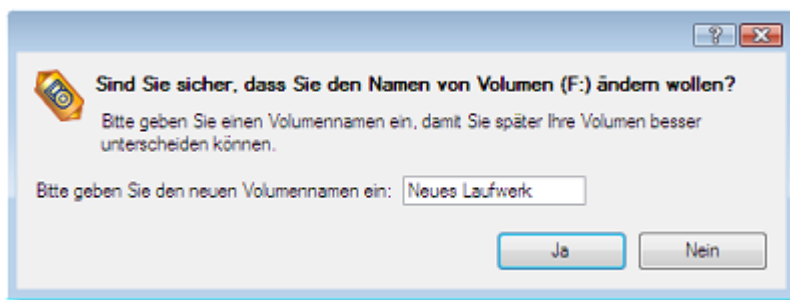 Sind Sie sicher, dass Sie den Namen von Volumen (F:) ändern wollen?
Bitte geben Sie einen Volumennamen ein, damit Sie später Ihre Volumen besser
unterscheiden können.
Bitte geben Sie den neuen Volumennamen ein: Neues Laufwerk
Ja Nein